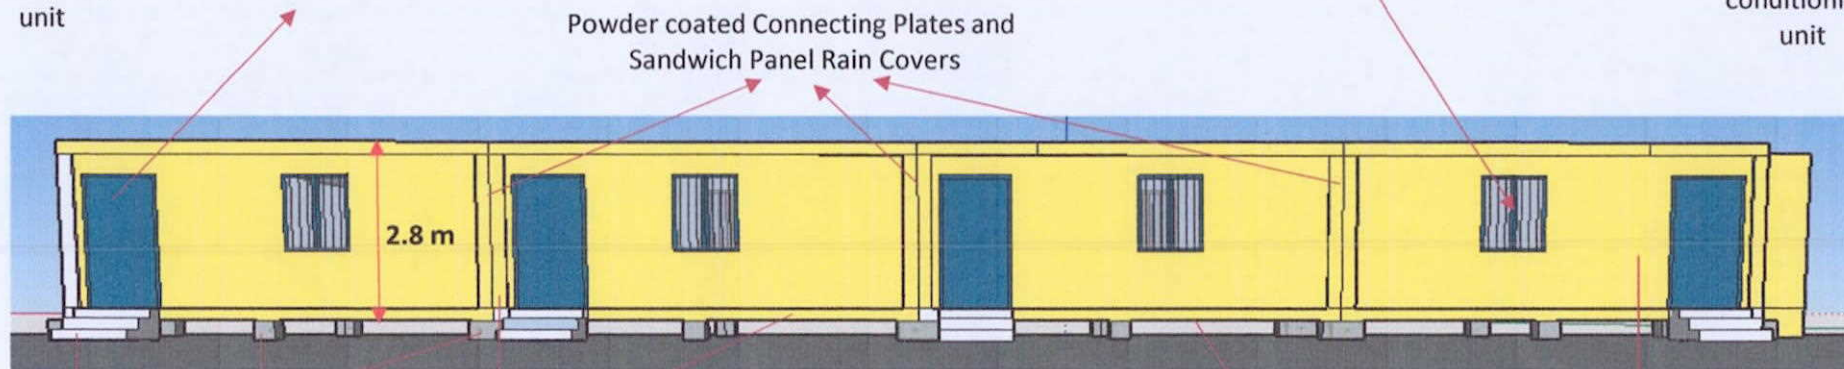 unit
Powder coated Connecting Plates and
Sandwich Panel Rain Covers
unit
2.8 m